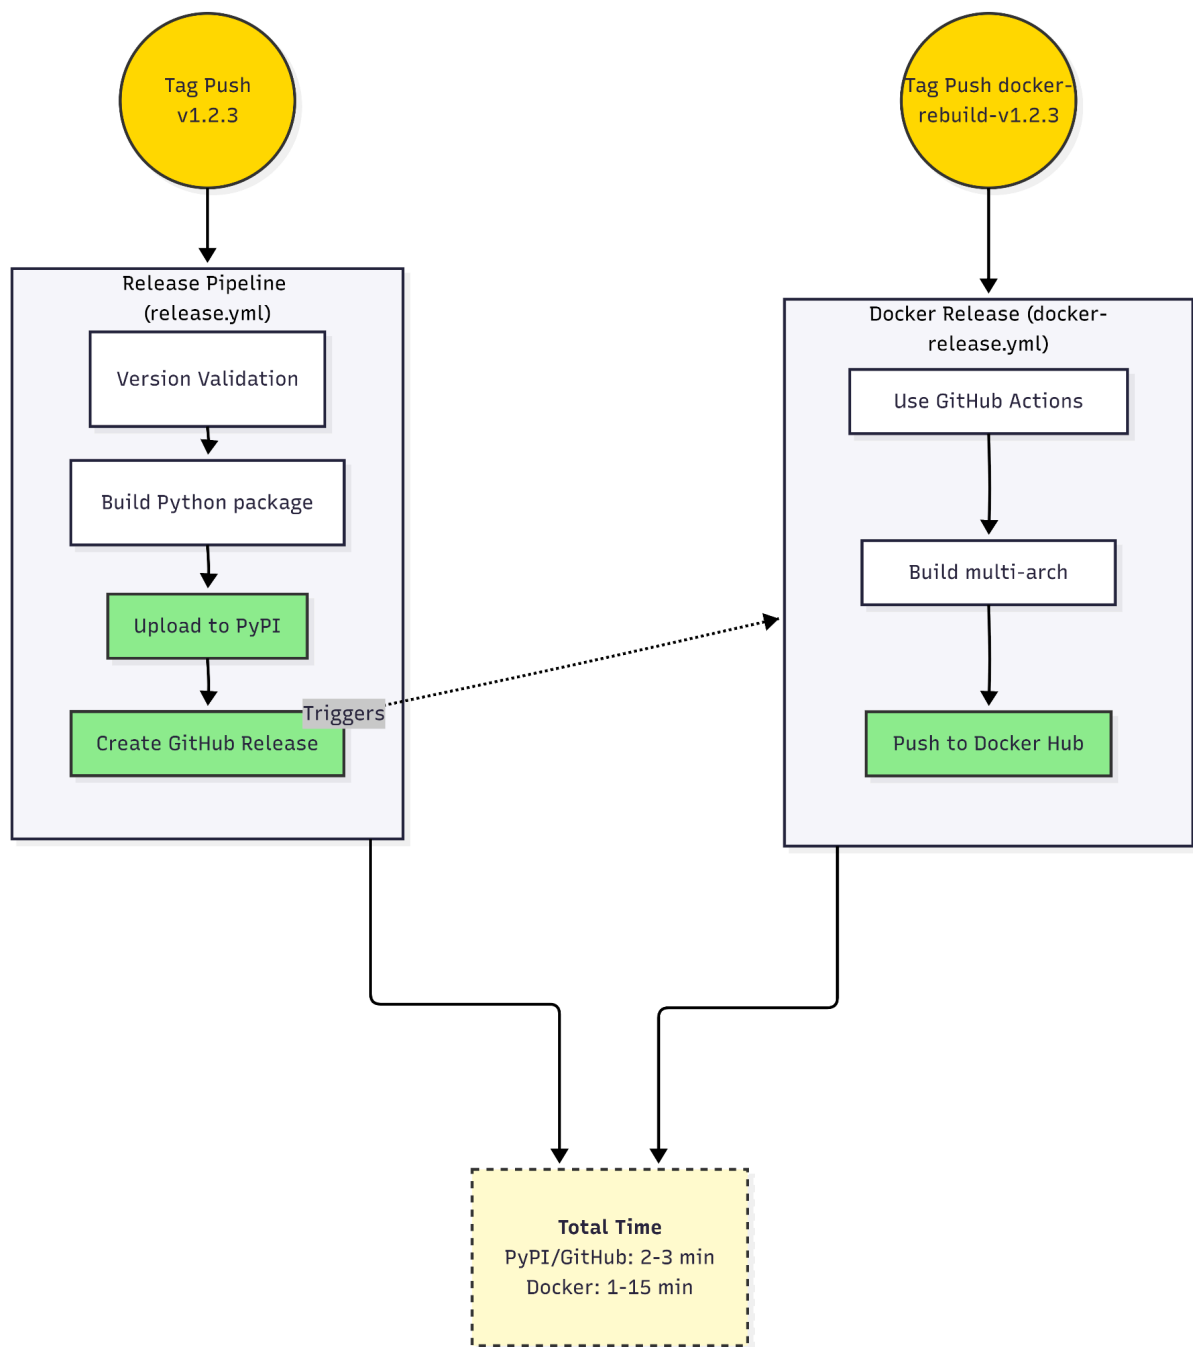 Tag Push
v1.2.3
Tag Push docker-
rebuild-v1.2.3
Release Pipeline
(release.yml)
Version Validation
Build Python package
Upload to PyPI
Triggers
Create GitHub Release
Docker Release (docker-
release.yml)
Use GitHub Actions
Build multi-arch
Push to Docker Hub
Total Time
PyPI/GitHub: 2-3 min
Docker: 1-15 min